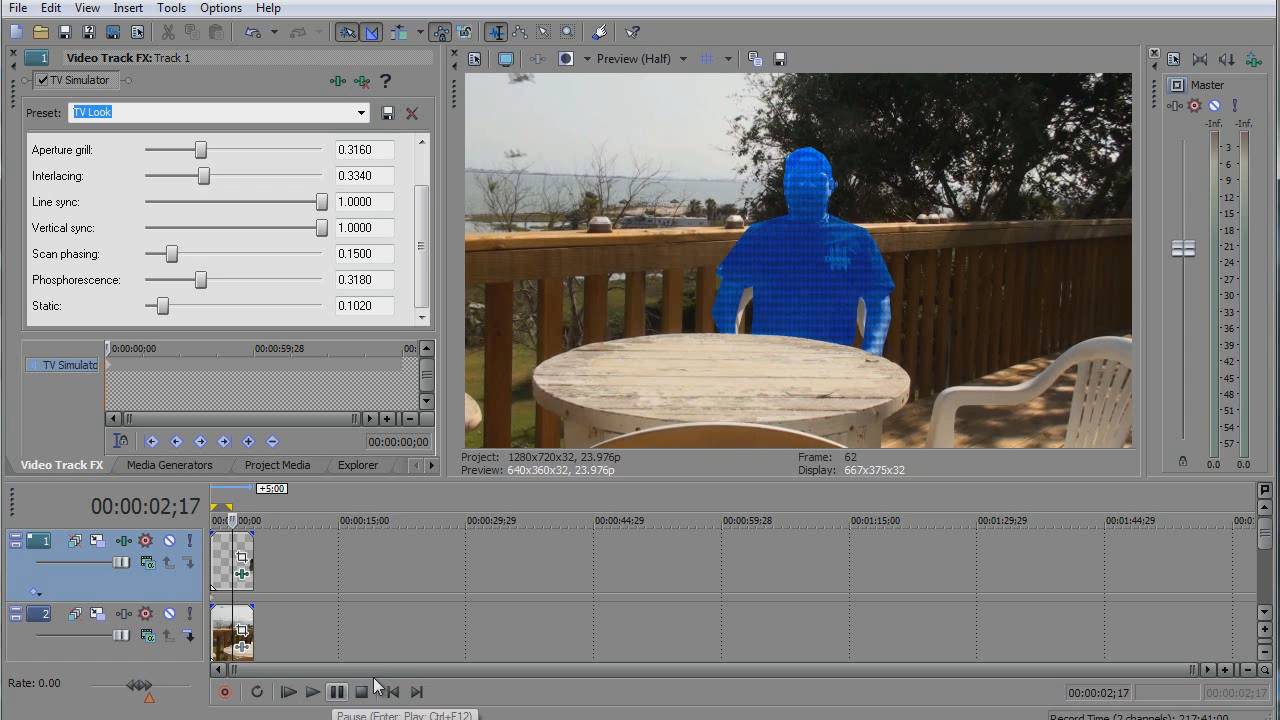 File Edit View Insert Tools Options Help
1 Video Track FX: Track 1
TV Simulator
Preset: TV Look
Aperture grill: 0.3160
Interlacing: 0.3340
Line sync: 1.0000
Vertical sync: 1.0000
Scan phasing: 0.1500
Phosphorescence: 0.3180
Static: 0.1020
0:00:00;00 0:00:59;28 00:
TV Simulato
00:00:00;00
Video Track FX Media Generators Project Media Explorer
Preview (Half)
Project: 1280x720x32, 23.976p Frame: 62
Preview: 640x360x32, 23.976p Display: 667x375x32
Master
-Inf. -Inf.
3
6
9
12
15
18
21
24
27
30
33
36
39
42
45
48
51
54
57
0.0 0.0
00:00:02;17
+5:00
00:00:15;00 00:00:29;29 00:00:44;29 00:00:59;28 00:01:15;00 00:01:29;29 00:01:44;29 00:0
1
2
Rate: 0.00
00:00:02;17 00:00:02;17
Pause (Enter; Play: Ctrl+F12)
Record Time (2 channels): 217:41:00